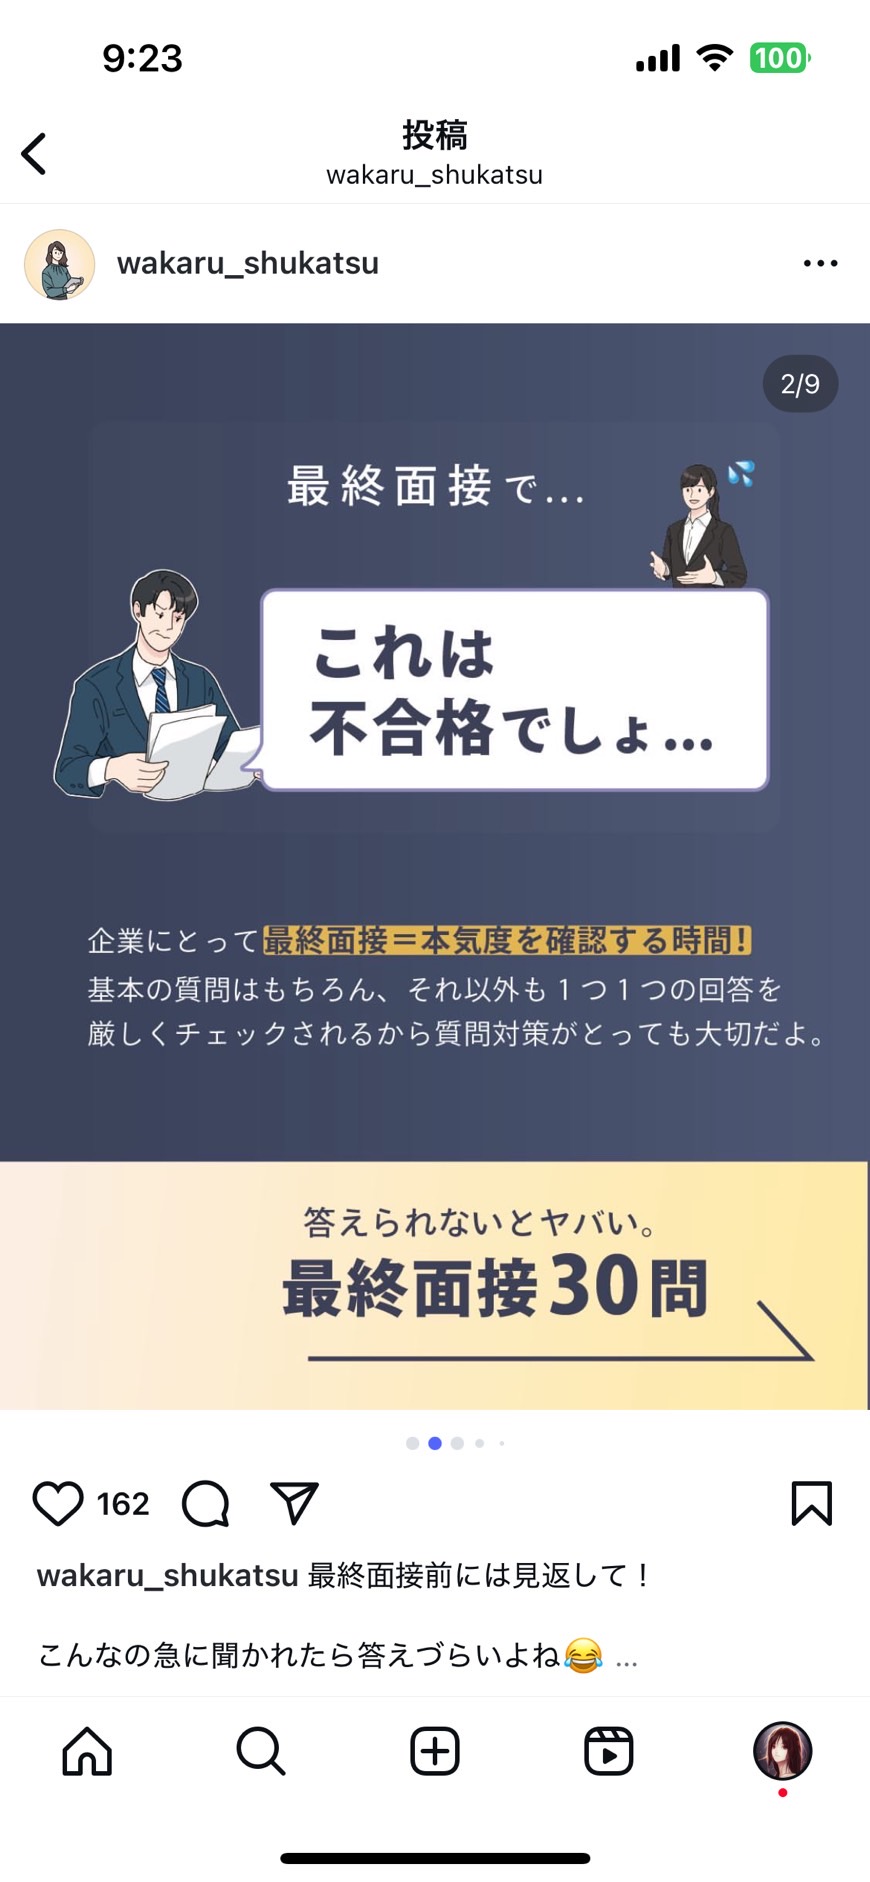 9:23
100
投稿
wakaru_shukatsu
wakaru_shukatsu
2/9
最終面接で...
これは
不合格でしょ...
企業にとって最終面接＝本気度を確認する時間！
基本の質問はもちろん、それ以外も１つ１つの回答を
厳しくチェックされるから質問対策がとっても大切だよ。
答えられないとヤバい。
最終面接30問
162
wakaru_shukatsu 最終面接前には見返して！
こんなの急に聞かれたら答えづらいよね😂 ...